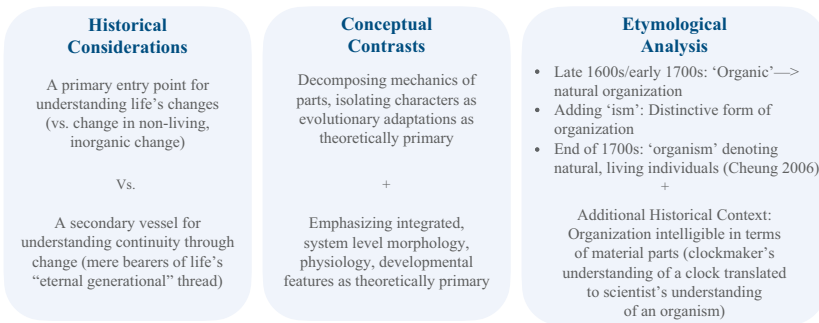 Historical
Considerations
A primary entry point for
understanding life’s changes
(vs. change in non-living,
inorganic change)
Vs.
A secondary vessel for
understanding continuity through
change (mere bearers of life’s
“eternal generational” thread)
Conceptual
Contrasts
Decomposing mechanics of
parts, isolating characters as
evolutionary adaptations as
theoretically primary
+
Emphasizing integrated,
system level morphology,
physiology, developmental
features as theoretically primary
Etymological
Analysis
• Late 1600s/early 1700s: ‘Organic’—>
natural organization
• Adding ‘ism’: Distinctive form of
organization
• End of 1700s: ‘organism’ denoting
natural, living individuals (Cheung 2006)
+
Additional Historical Context:
Organization intelligible in terms
of material parts (clockmaker’s
understanding of a clock translated
to scientist’s understanding
of an organism)